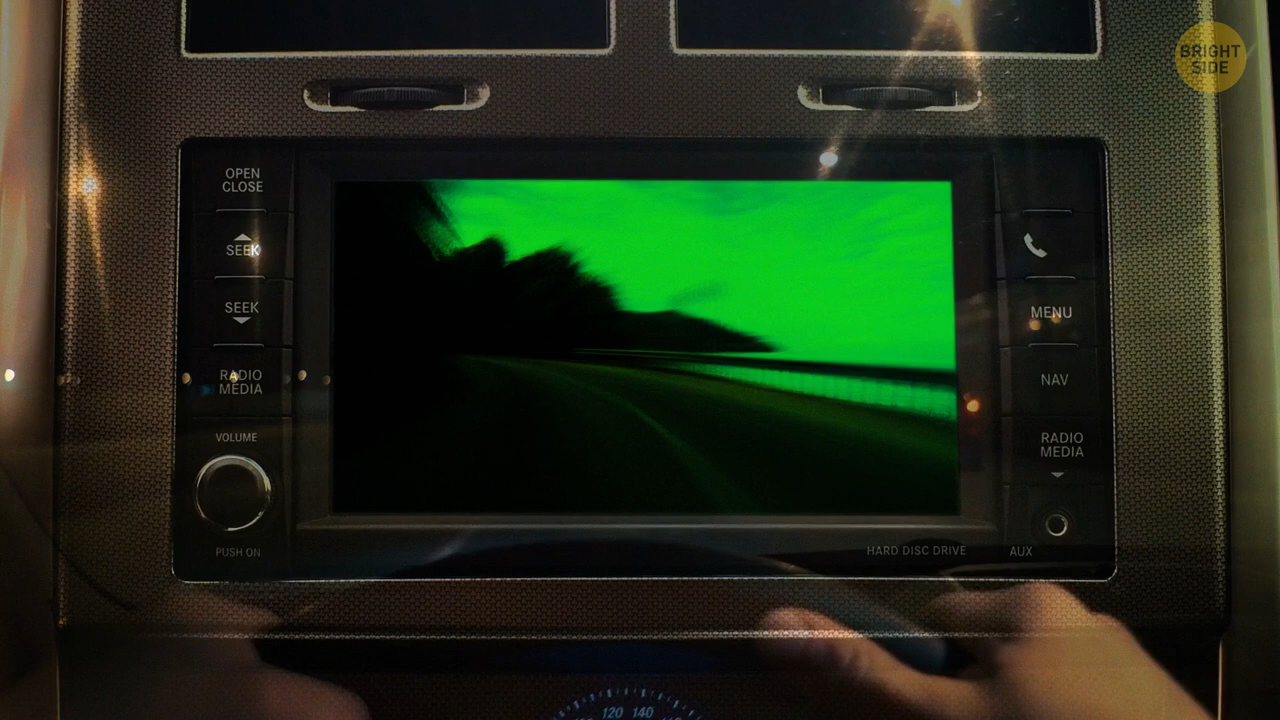 BRIGHT
SIDE
OPEN
CLOSE
SEEK
SEEK
RADIO
MEDIA
VOLUME
PUSH ON
MENU
NAV
RADIO
MEDIA
HARD DISC DRIVE
AUX
120 140